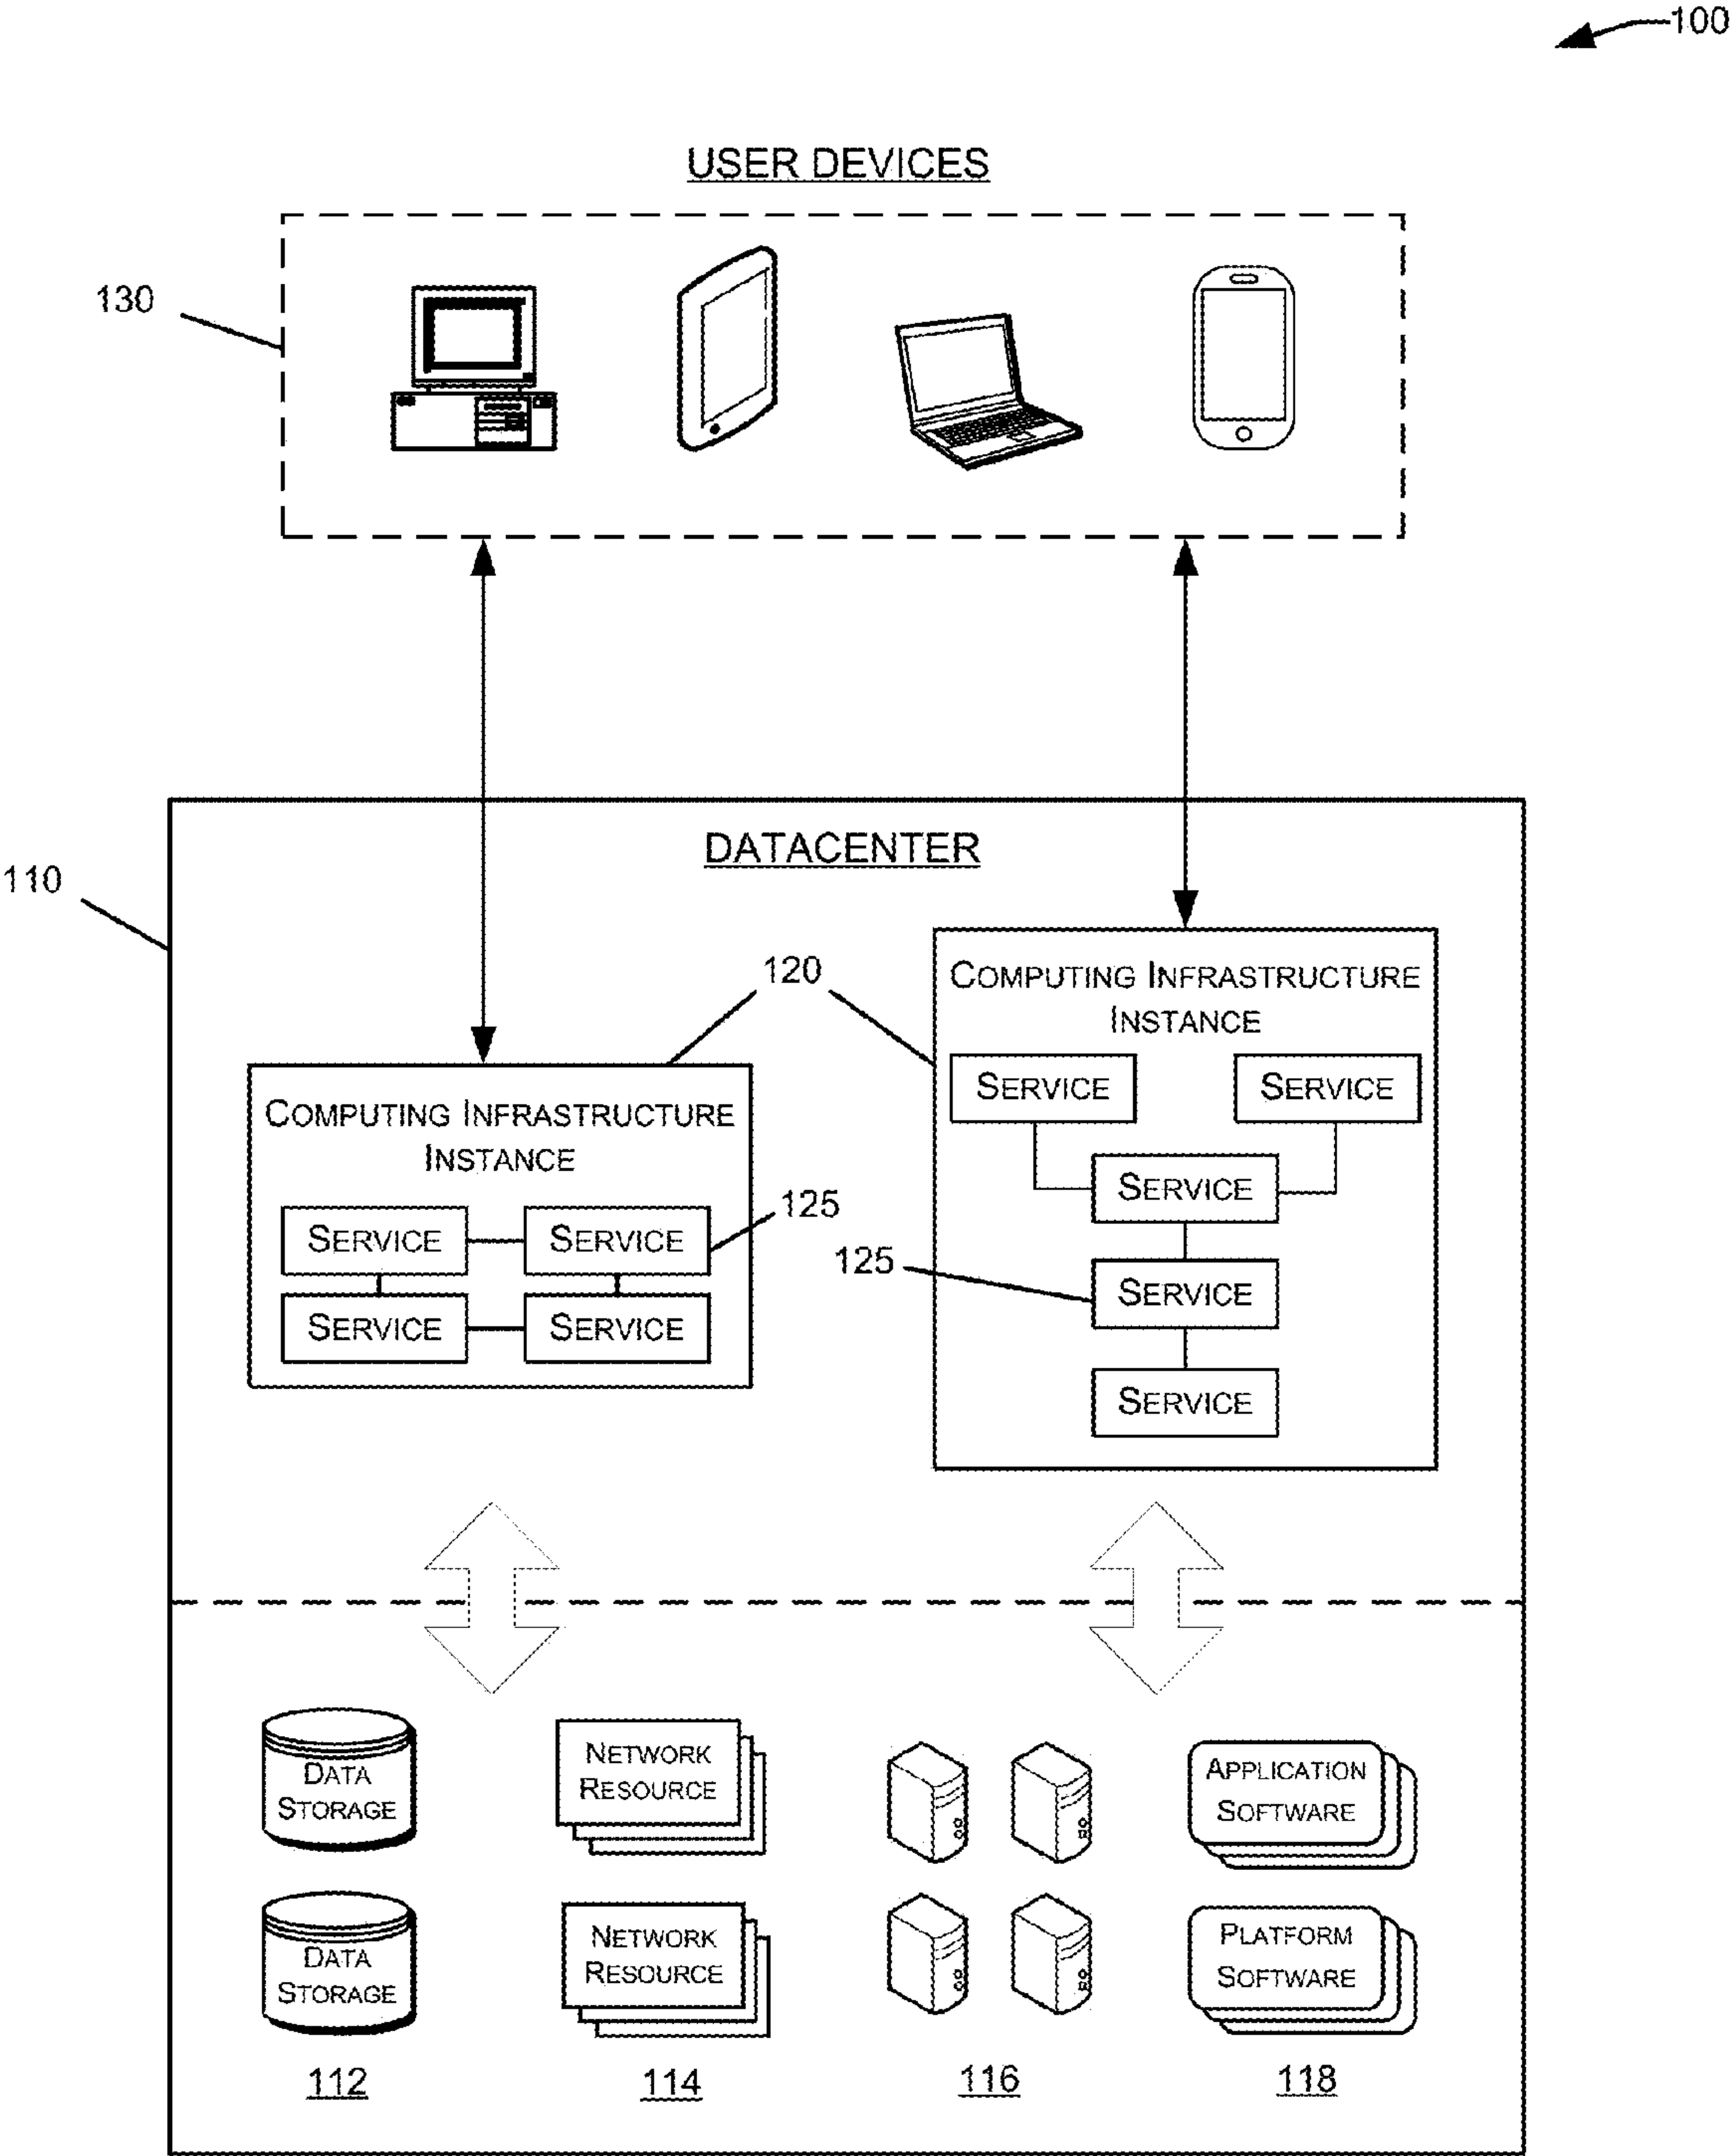 100
USER DEVICES
130
DATACENTER
110
120
COMPUTING INFRASTRUCTURE
INSTANCE
SERVICE
SERVICE
SERVICE
SERVICE
SERVICE
125
COMPUTING INFRASTRUCTURE
INSTANCE
SERVICE
SERVICE
SERVICE
SERVICE
125
DATA
STORAGE
NETWORK
RESOURCE
APPLICATION
SOFTWARE
DATA
STORAGE
NETWORK
RESOURCE
PLATFORM
SOFTWARE
112
114
116
118